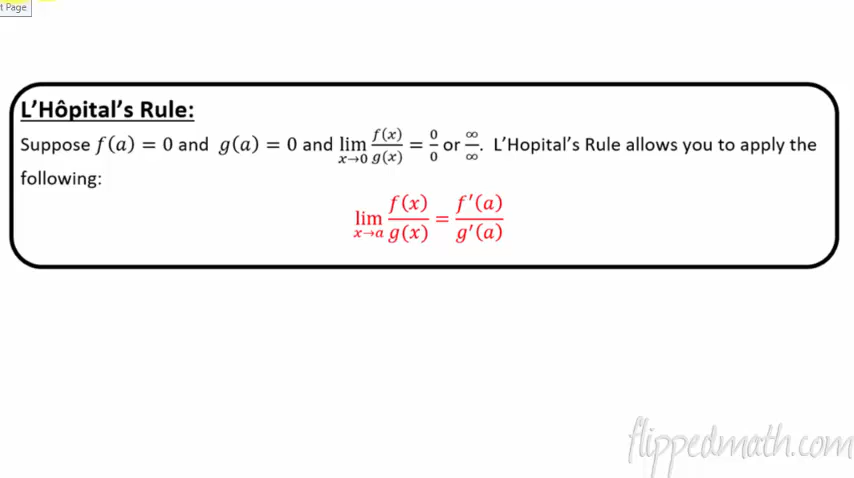 t Page
L'Hôpital's Rule:
Suppose f(a) = 0 and g(a) = 0 and lim x→0 f(x)/g(x) = 0/0 or ∞/∞. L'Hopital's Rule allows you to apply the
following:
lim x→a f(x)/g(x) = f'(a)/g'(a)
flippedmath.com